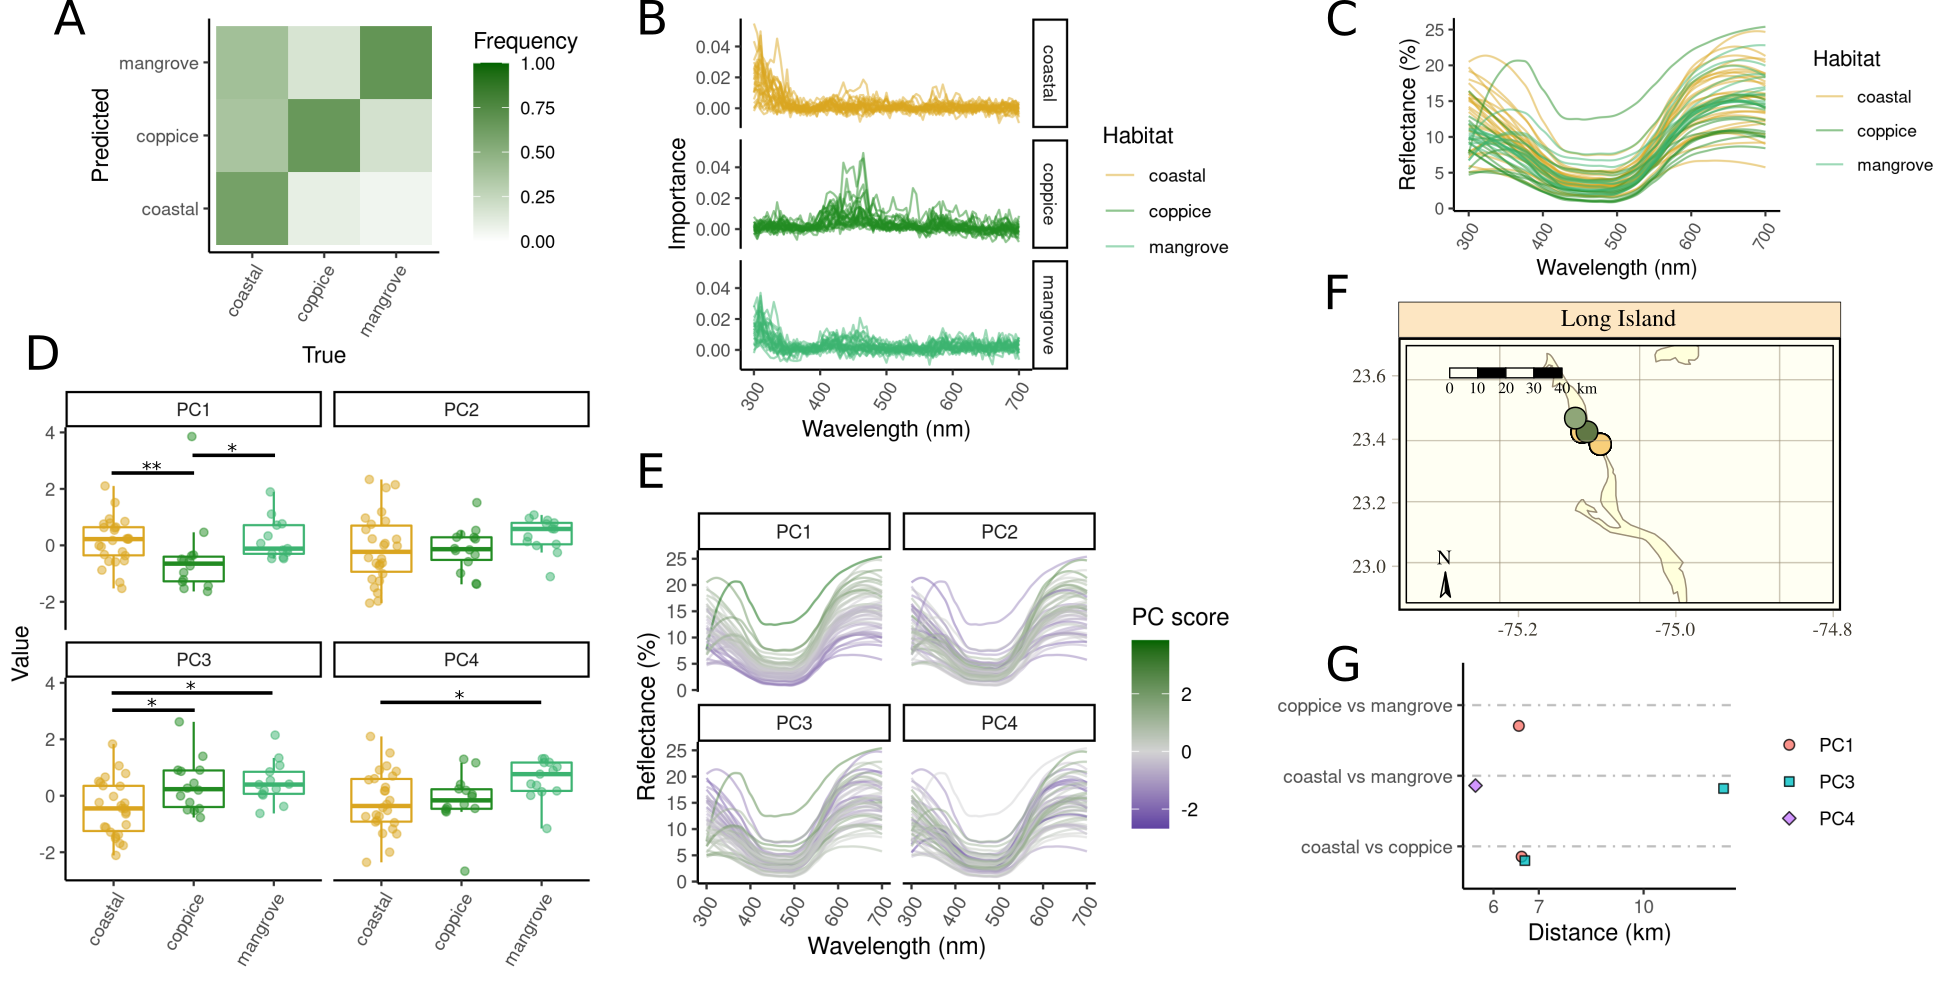 A
mangrove
coppice
coastal
Predicted
coastal
coppice
mangrove
True
Frequency
1.00
0.75
0.50
0.25
0.00
B
0.04
0.02
0.00
coastal
0.04
0.02
0.00
coppice
0.04
0.02
0.00
mangrove
Importance
300
400
500
600
700
Wavelength (nm)
Habitat
coastal
coppice
mangrove
C
25
20
15
10
5
0
Reflectance (%)
300
400
500
600
700
Wavelength (nm)
Habitat
coastal
coppice
mangrove
D
PC1
PC2
4
2
0
-2
**
*
PC3
PC4
4
2
0
-2
*
*
*
Value
coastal
coppice
mangrove
coastal
coppice
mangrove
E
PC1
PC2
25
20
15
10
5
0
PC3
PC4
25
20
15
10
5
0
Reflectance (%)
300
400
500
600
700
300
400
500
600
700
Wavelength (nm)
PC score
2
0
-2
F
Long Island
23.6
23.4
23.2
23.0
0 10 20 30 40 km
N
-75.2
-75.0
-74.8
G
coppice vs mangrove
coastal vs mangrove
coastal vs coppice
6
7
10
Distance (km)
PC1
PC3
PC4